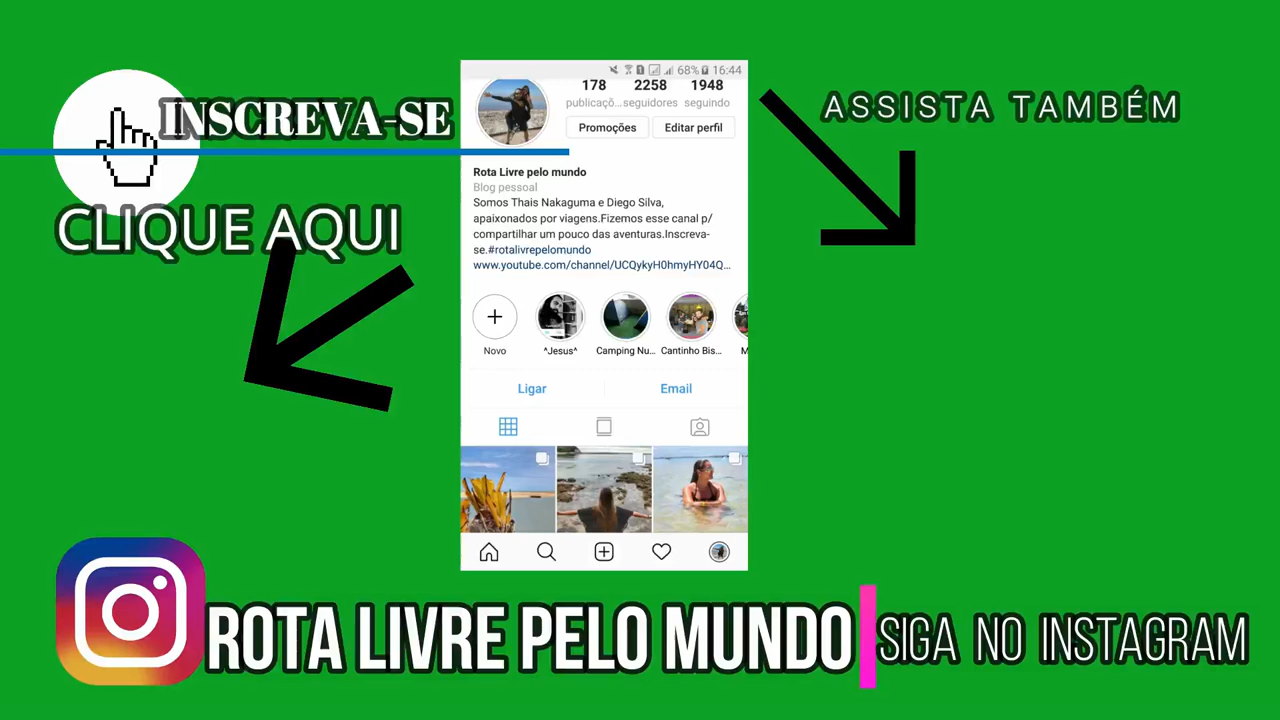 INSCREVA-SE
CLIQUE AQUI
68% 16:44
178 2258 1948
publicaçõ... seguidores seguindo
Promoções Editar perfil
Rota Livre pelo mundo
Blog pessoal
Somos Thais Nakaguma e Diego Silva,
apaixonados por viagens.Fizemos esse canal p/
compartilhar um pouco das aventuras.Inscreva-
se.#rotalivrepelomundo
www.youtube.com/channel/UCQykyH0hmyHY04Q...
Novo ^Jesus^ Camping Nu... Cantinho Bis... M
Ligar Email
ASSISTA TAMBÉM
ROTA LIVRE PELO MUNDO
SIGA NO INSTAGRAM